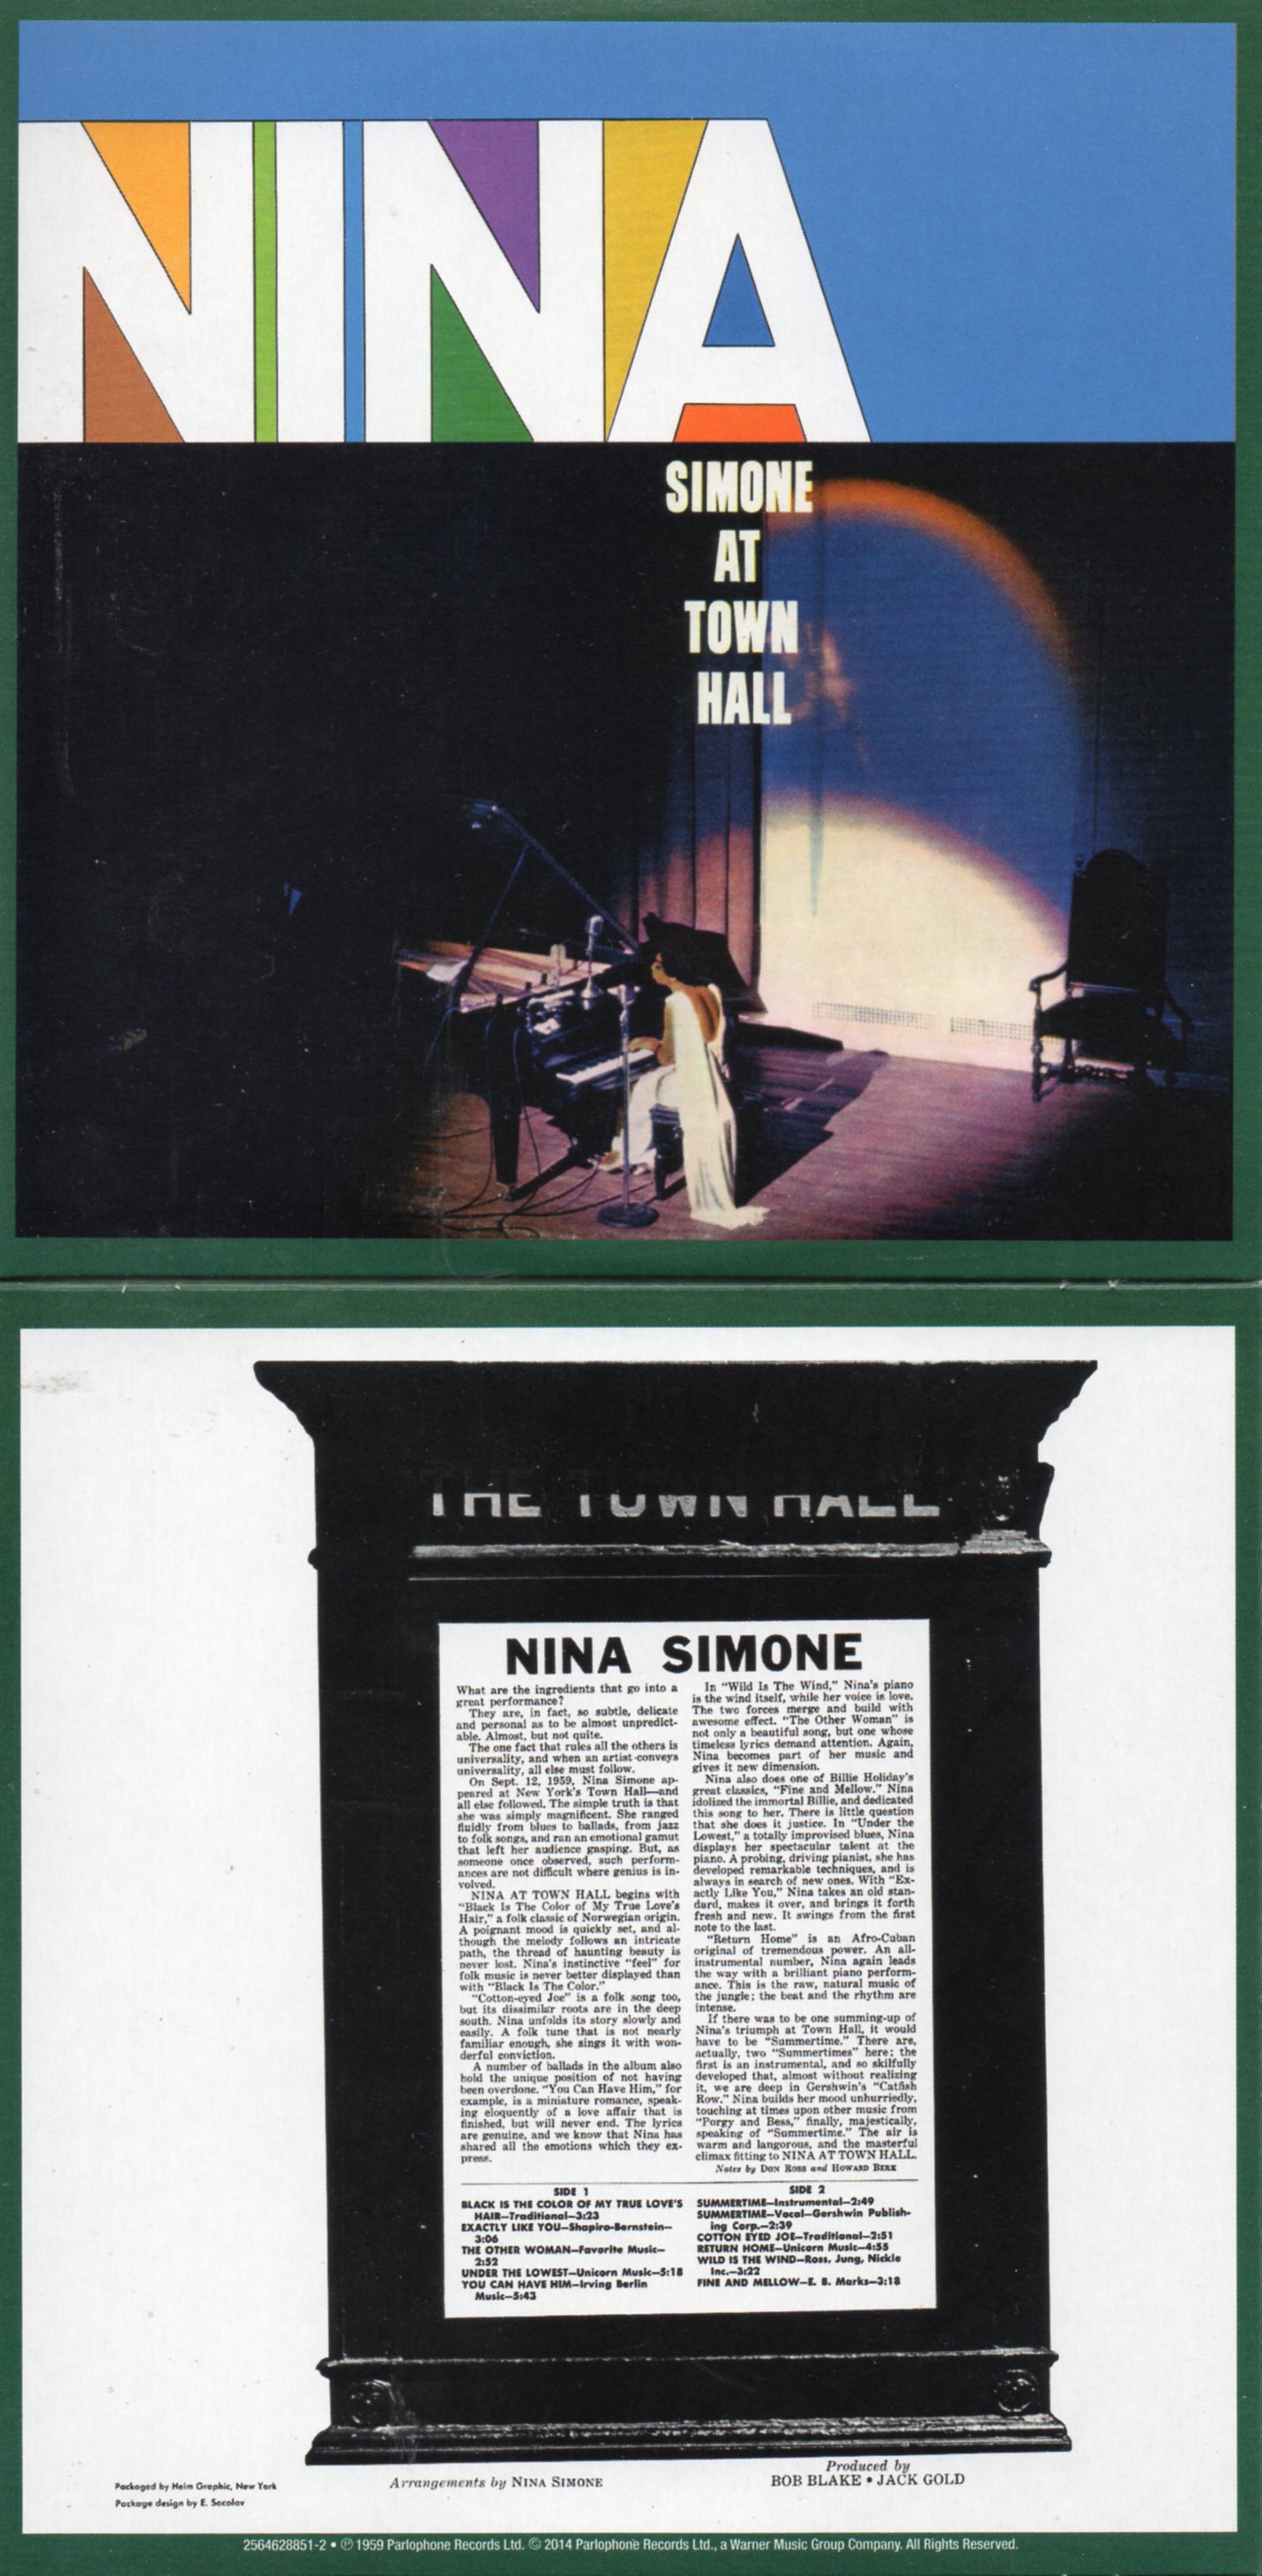 NINA
SIMONE
AT
TOWN
HALL
THE TOWN HALL
NINA SIMONE
What are the ingredients that go into a
great performance?
They are, in fact, so subtle, delicate
and personal as to be almost unpredict-
able. Almost, but not quite.
The one fact that rules all the others is
universality, and when an artist conveys
universality, all else must follow.
On Sept. 12, 1959, Nina Simone ap-
peared at New York's Town Hall—and
all else followed. The simple truth is that
she was simply magnificent. She ranged
fluidly from blues to ballads, from jazz
to folk songs, and ran an emotional gamut
that left her audience gasping. But, as
someone once observed, such perform-
ances are not difficult where genius is in-
volved.
NINA AT TOWN HALL begins with
"Black Is The Color of My True Love's
Hair," a folk classic of Norwegian origin.
A poignant mood is quickly set, and al-
though the melody follows an intricate
path, the thread of haunting beauty is
never lost. Nina's instinctive "feel" for
folk music is never better displayed than
with "Black Is The Color."
"Cotton-eyed Joe" is a folk song too,
but its dissimilar roots are in the deep
south. Nina unfolds its story slowly and
easily. A folk tune that is not nearly
familiar enough, she sings it with won-
derful conviction.
A number of ballads in the album also
hold the unique position of not having
been overdone. "You Can Have Him," for
example, is a miniature romance, speak-
ing eloquently of a love affair that is
finished, but will never end. The lyrics
are genuine, and we know that Nina has
shared all the emotions which they ex-
press.
In "Wild Is The Wind," Nina's piano
is the wind itself, while her voice is love.
The two forces merge and build with
awesome effect. "The Other Woman" is
not only a beautiful song, but one whose
timeless lyrics demand attention. Again,
Nina becomes part of her music and
gives it new dimension.
Nina also does one of Billie Holiday's
great classics, "Fine and Mellow." Nina
idolized the immortal Billie, and dedicated
this song to her. There is little question
that she does it justice. In "Under the
Lowest," a totally improvised blues, Nina
displays her spectacular talent at the
piano. A probing, driving pianist, she has
developed remarkable techniques, and is
always in search of new ones. With "Ex-
actly Like You," Nina takes an old stan-
dard, makes it over, and brings it forth
fresh and new. It swings from the first
note to the last.
"Return Home" is an Afro-Cuban
original of tremendous power. An all-
instrumental number, Nina again leads
the way with a brilliant piano perform-
ance. This is the raw, natural music of
the jungle; the beat and the rhythm are
intense.
If there was to be one summing-up of
Nina's triumph at Town Hall, it would
have to be "Summertime." There are,
actually, two "Summertimes" here; the
first is an instrumental, and so skilfully
developed that, almost without realizing
it, we are deep in Gershwin's "Catfish
Row." Nina builds her mood unhurriedly,
touching at times upon other music from
"Porgy and Bess," finally, majestically,
speaking of "Summertime." The air is
warm and langorous, and the masterful
climax fitting to NINA AT TOWN HALL.
Notes by DON ROSS and HOWARD BERK
SIDE 1
BLACK IS THE COLOR OF MY TRUE LOVE'S
HAIR—Traditional—3:23
EXACTLY LIKE YOU—Shapiro-Bernstein—
3:06
THE OTHER WOMAN—Favorite Music—
2:52
UNDER THE LOWEST—Unicorn Music—5:18
YOU CAN HAVE HIM—Irving Berlin
Music—5:43
SIDE 2
SUMMERTIME—Instrumental—2:49
SUMMERTIME—Vocal—Gershwin Publish-
ing Corp.—2:39
COTTON EYED JOE—Traditional—2:51
RETURN HOME—Unicorn Music—4:55
WILD IS THE WIND—Ross, Jung, Nickle
Inc.—3:22
FINE AND MELLOW—E. B. Marks—3:18
Packaged by Heim Graphic, New York
Package design by E. Socolov
Arrangements by NINA SIMONE
Produced by
BOB BLAKE • JACK GOLD
2564628851-2 • ℗ 1959 Parlophone Records Ltd. © 2014 Parlophone Records Ltd., a Warner Music Group Company. All Rights Reserved.